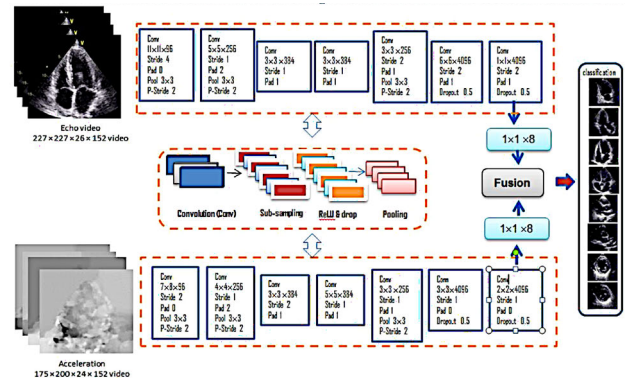 Conv
11×11×96
Stride 4
Pad 0
Pool 3×3
P-Stride 2
Conv
5×5×256
Stride 1
Pad 2
Pool 3×3
P-Stride 2
Conv
3×3×384
Stride 1
Pad 1
Conv
3×3×384
Stride 1
Pad 1
Conv
3×3×256
Stride 2
Pad 1
Pool 3×3
P-Stride 2
Conv
6×6×4096
Stride 2
Pad 1
Dropout 0.5
Conv
1×1×4096
Stride 2
Pad 1
Dropout 0.5
Echo video
227×227×26×152 video
classification
1×1×8
Fusion
1×1×8
Convolution (Conv)
Sub-sampling
ReLU & drop
Pooling
Conv
7×8×96
Stride 2
Pad 0
Pool 3×3
P-Stride 2
Conv
4×4×256
Stride 1
Pad 2
Pool 3×3
P-Stride 2
Conv
3×3×384
Stride 2
Pad 1
Conv
5×5×384
Stride 1
Pad 1
Conv
3×3×256
Stride 1
Pad 1
Pool 3×3
P-Stride 2
Conv
3×3×4096
Stride 1
Pad 0
Dropout 0.5
Conv
2×2×4096
Stride 1
Pad 0
Dropout 0.5
Acceleration
175×200×24×152 video